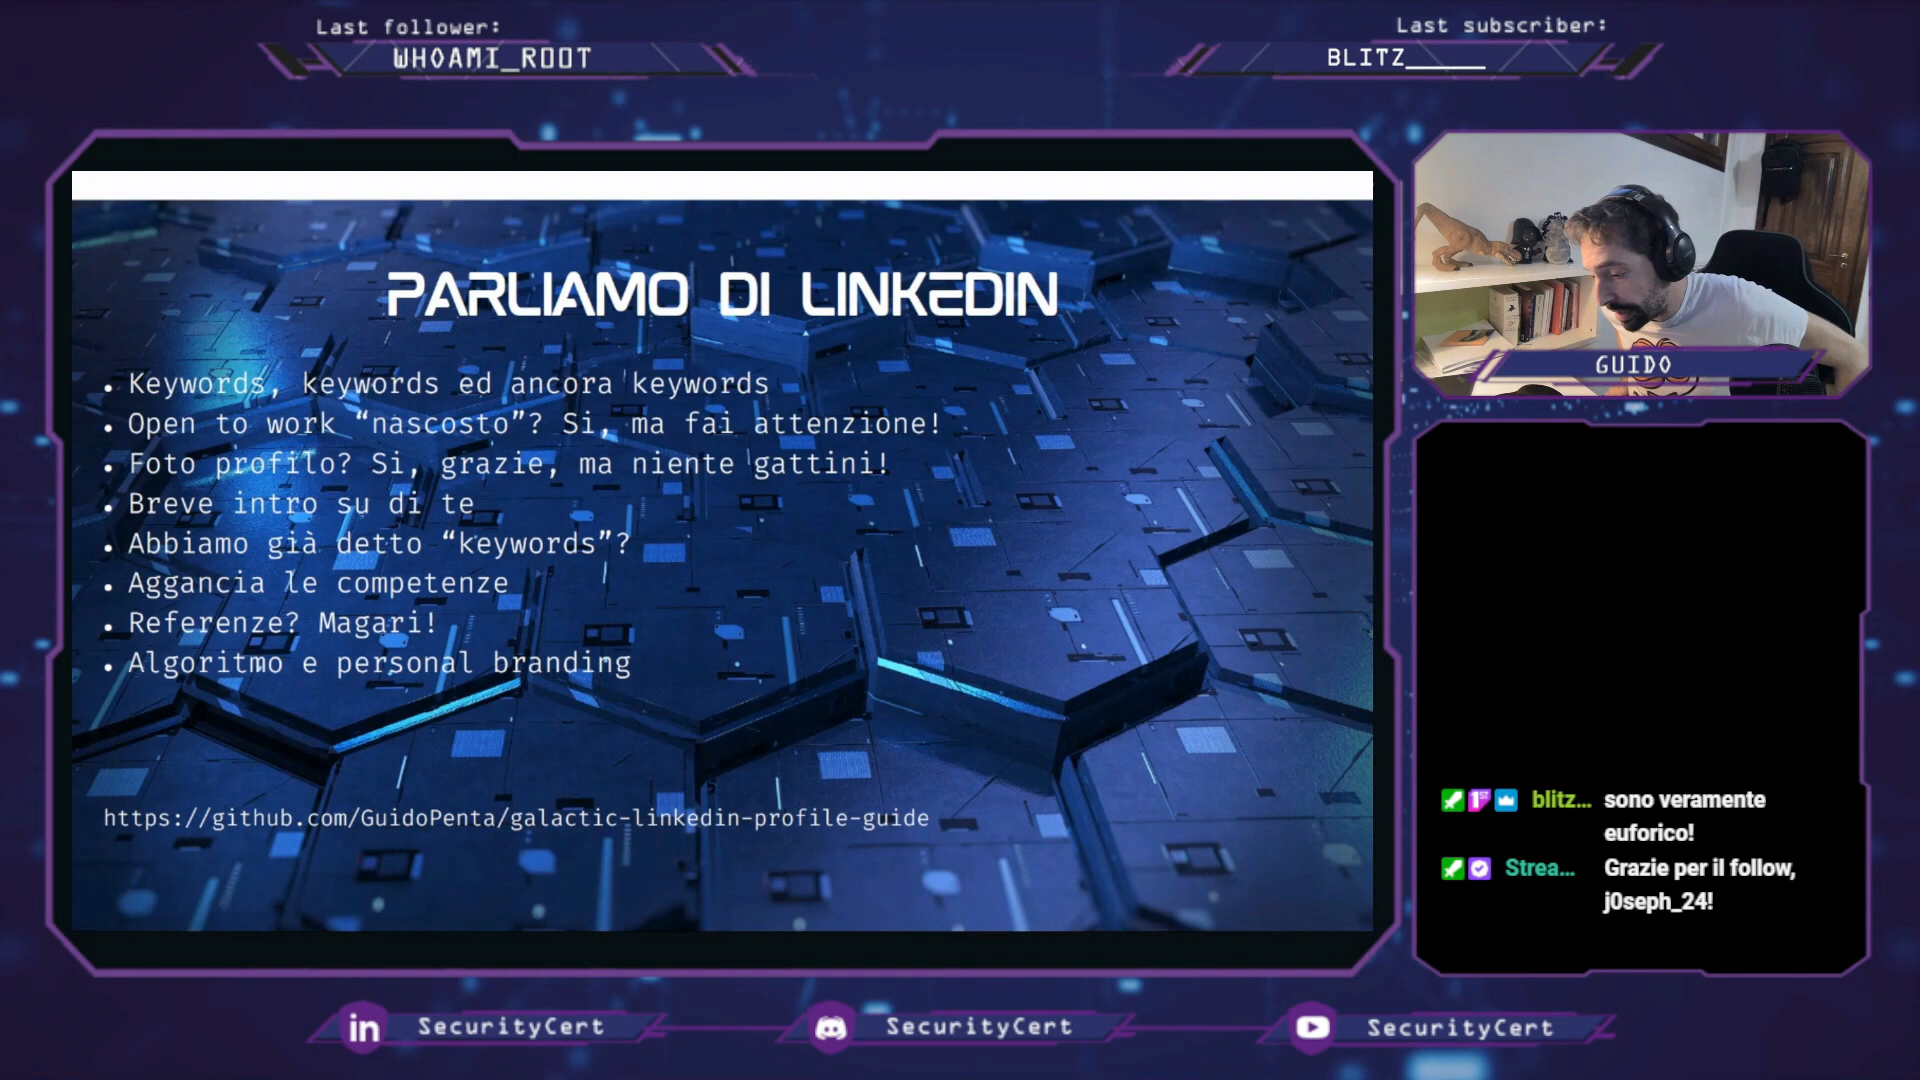 Last follower:
WHOAMI_ROOT
Last subscriber:
BLITZ______
PARLIAMO DI LINKEDIN
• Keywords, keywords ed ancora keywords
• Open to work “nascosto”? Si, ma fai attenzione!
• Foto profilo? Si, grazie, ma niente gattini!
• Breve intro su di te
• Abbiamo già detto “keywords”?
• Aggancia le competenze
• Referenze? Magari!
• Algoritmo e personal branding
https://github.com/GuidoPenta/galactic-linkedin-profile-guide
GUIDO
1ST blitz... sono veramente
euforico!
Strea... Grazie per il follow,
j0seph_24!
in SecurityCert
SecurityCert
SecurityCert